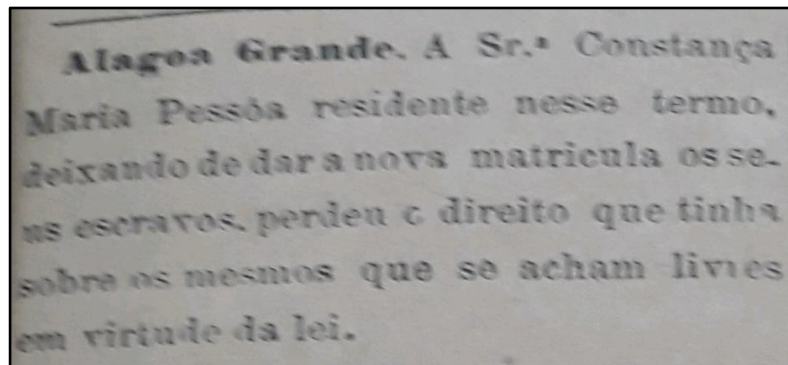 Alagoa Grande. A Sr.ª Constança
Maria Pessôa residente nesse termo,
deixando de dar a nova matricula os se-
us escravos, perdeu o direito que tinha
sobre os mesmos que se acham livres
em virtude da lei.